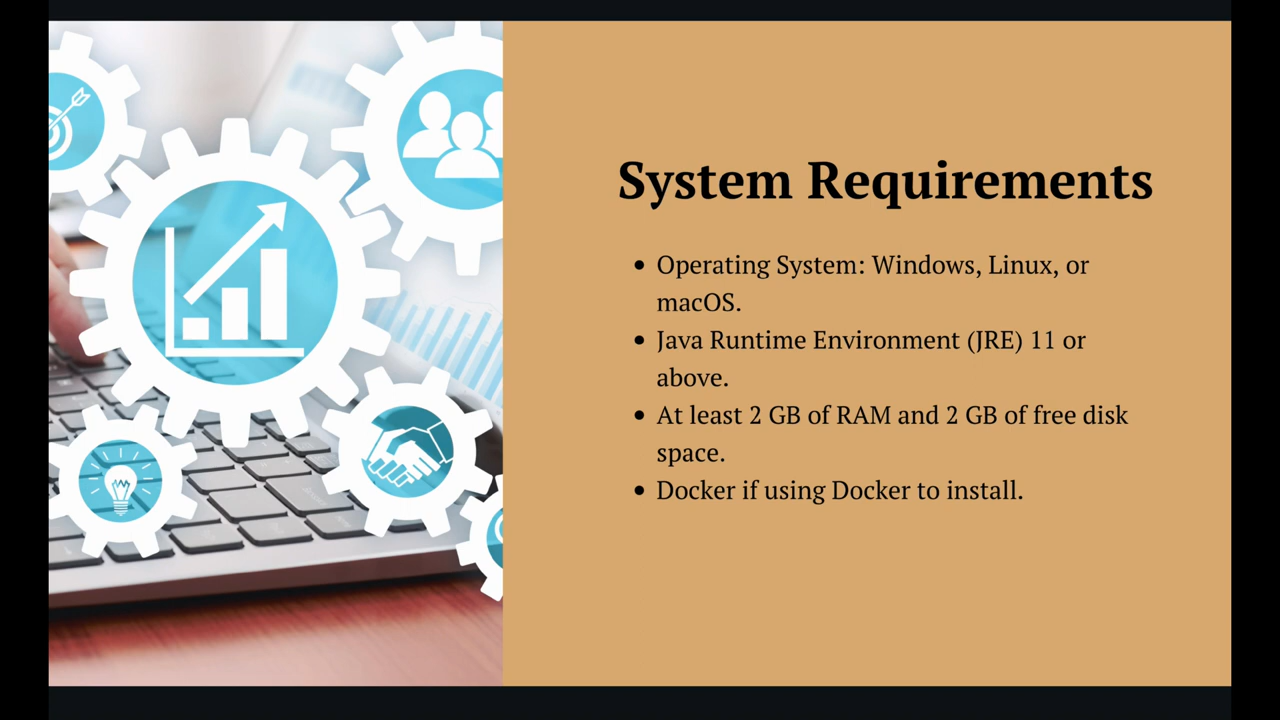 System Requirements
• Operating System: Windows, Linux, or
macOS.
• Java Runtime Environment (JRE) 11 or
above.
• At least 2 GB of RAM and 2 GB of free disk
space.
• Docker if using Docker to install.